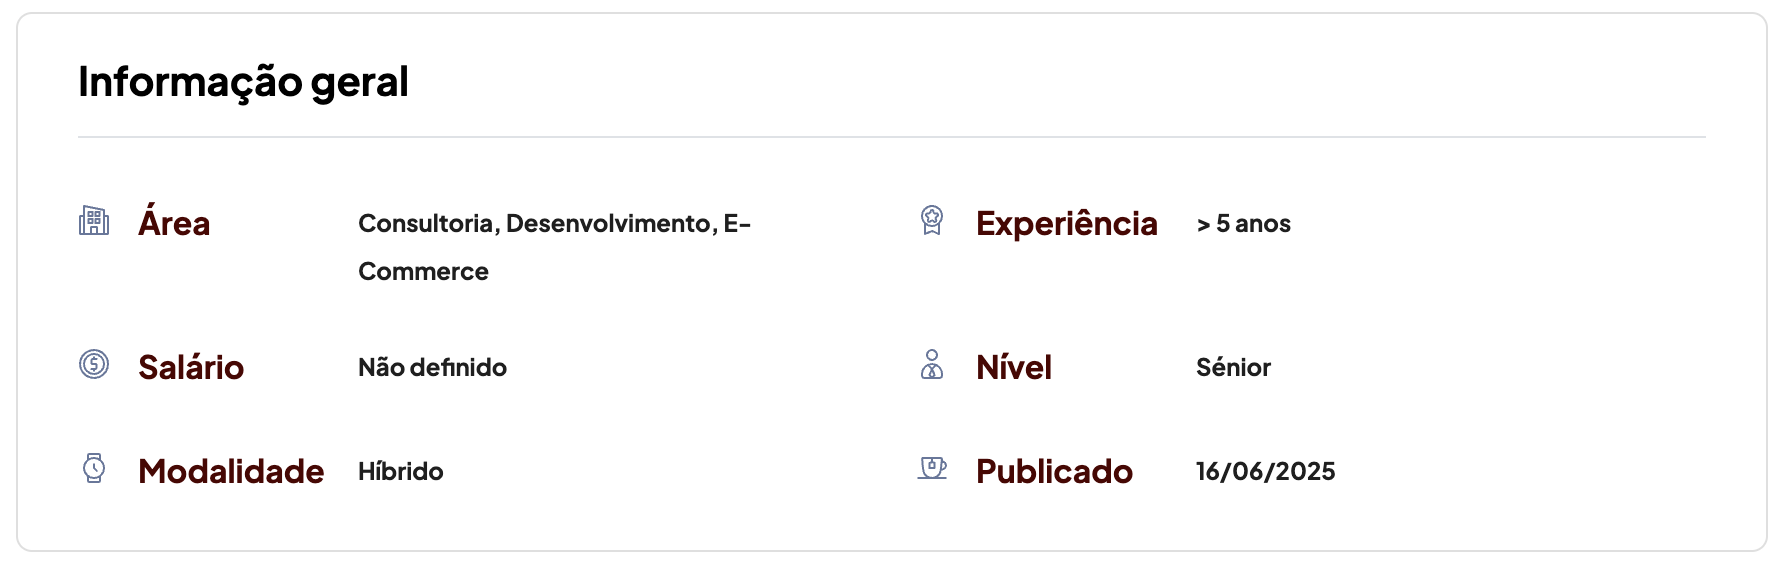 Informação geral
Área
Consultoria, Desenvolvimento, E-
Commerce
Experiência
> 5 anos
Salário
Não definido
Nível
Sénior
Modalidade
Híbrido
Publicado
16/06/2025